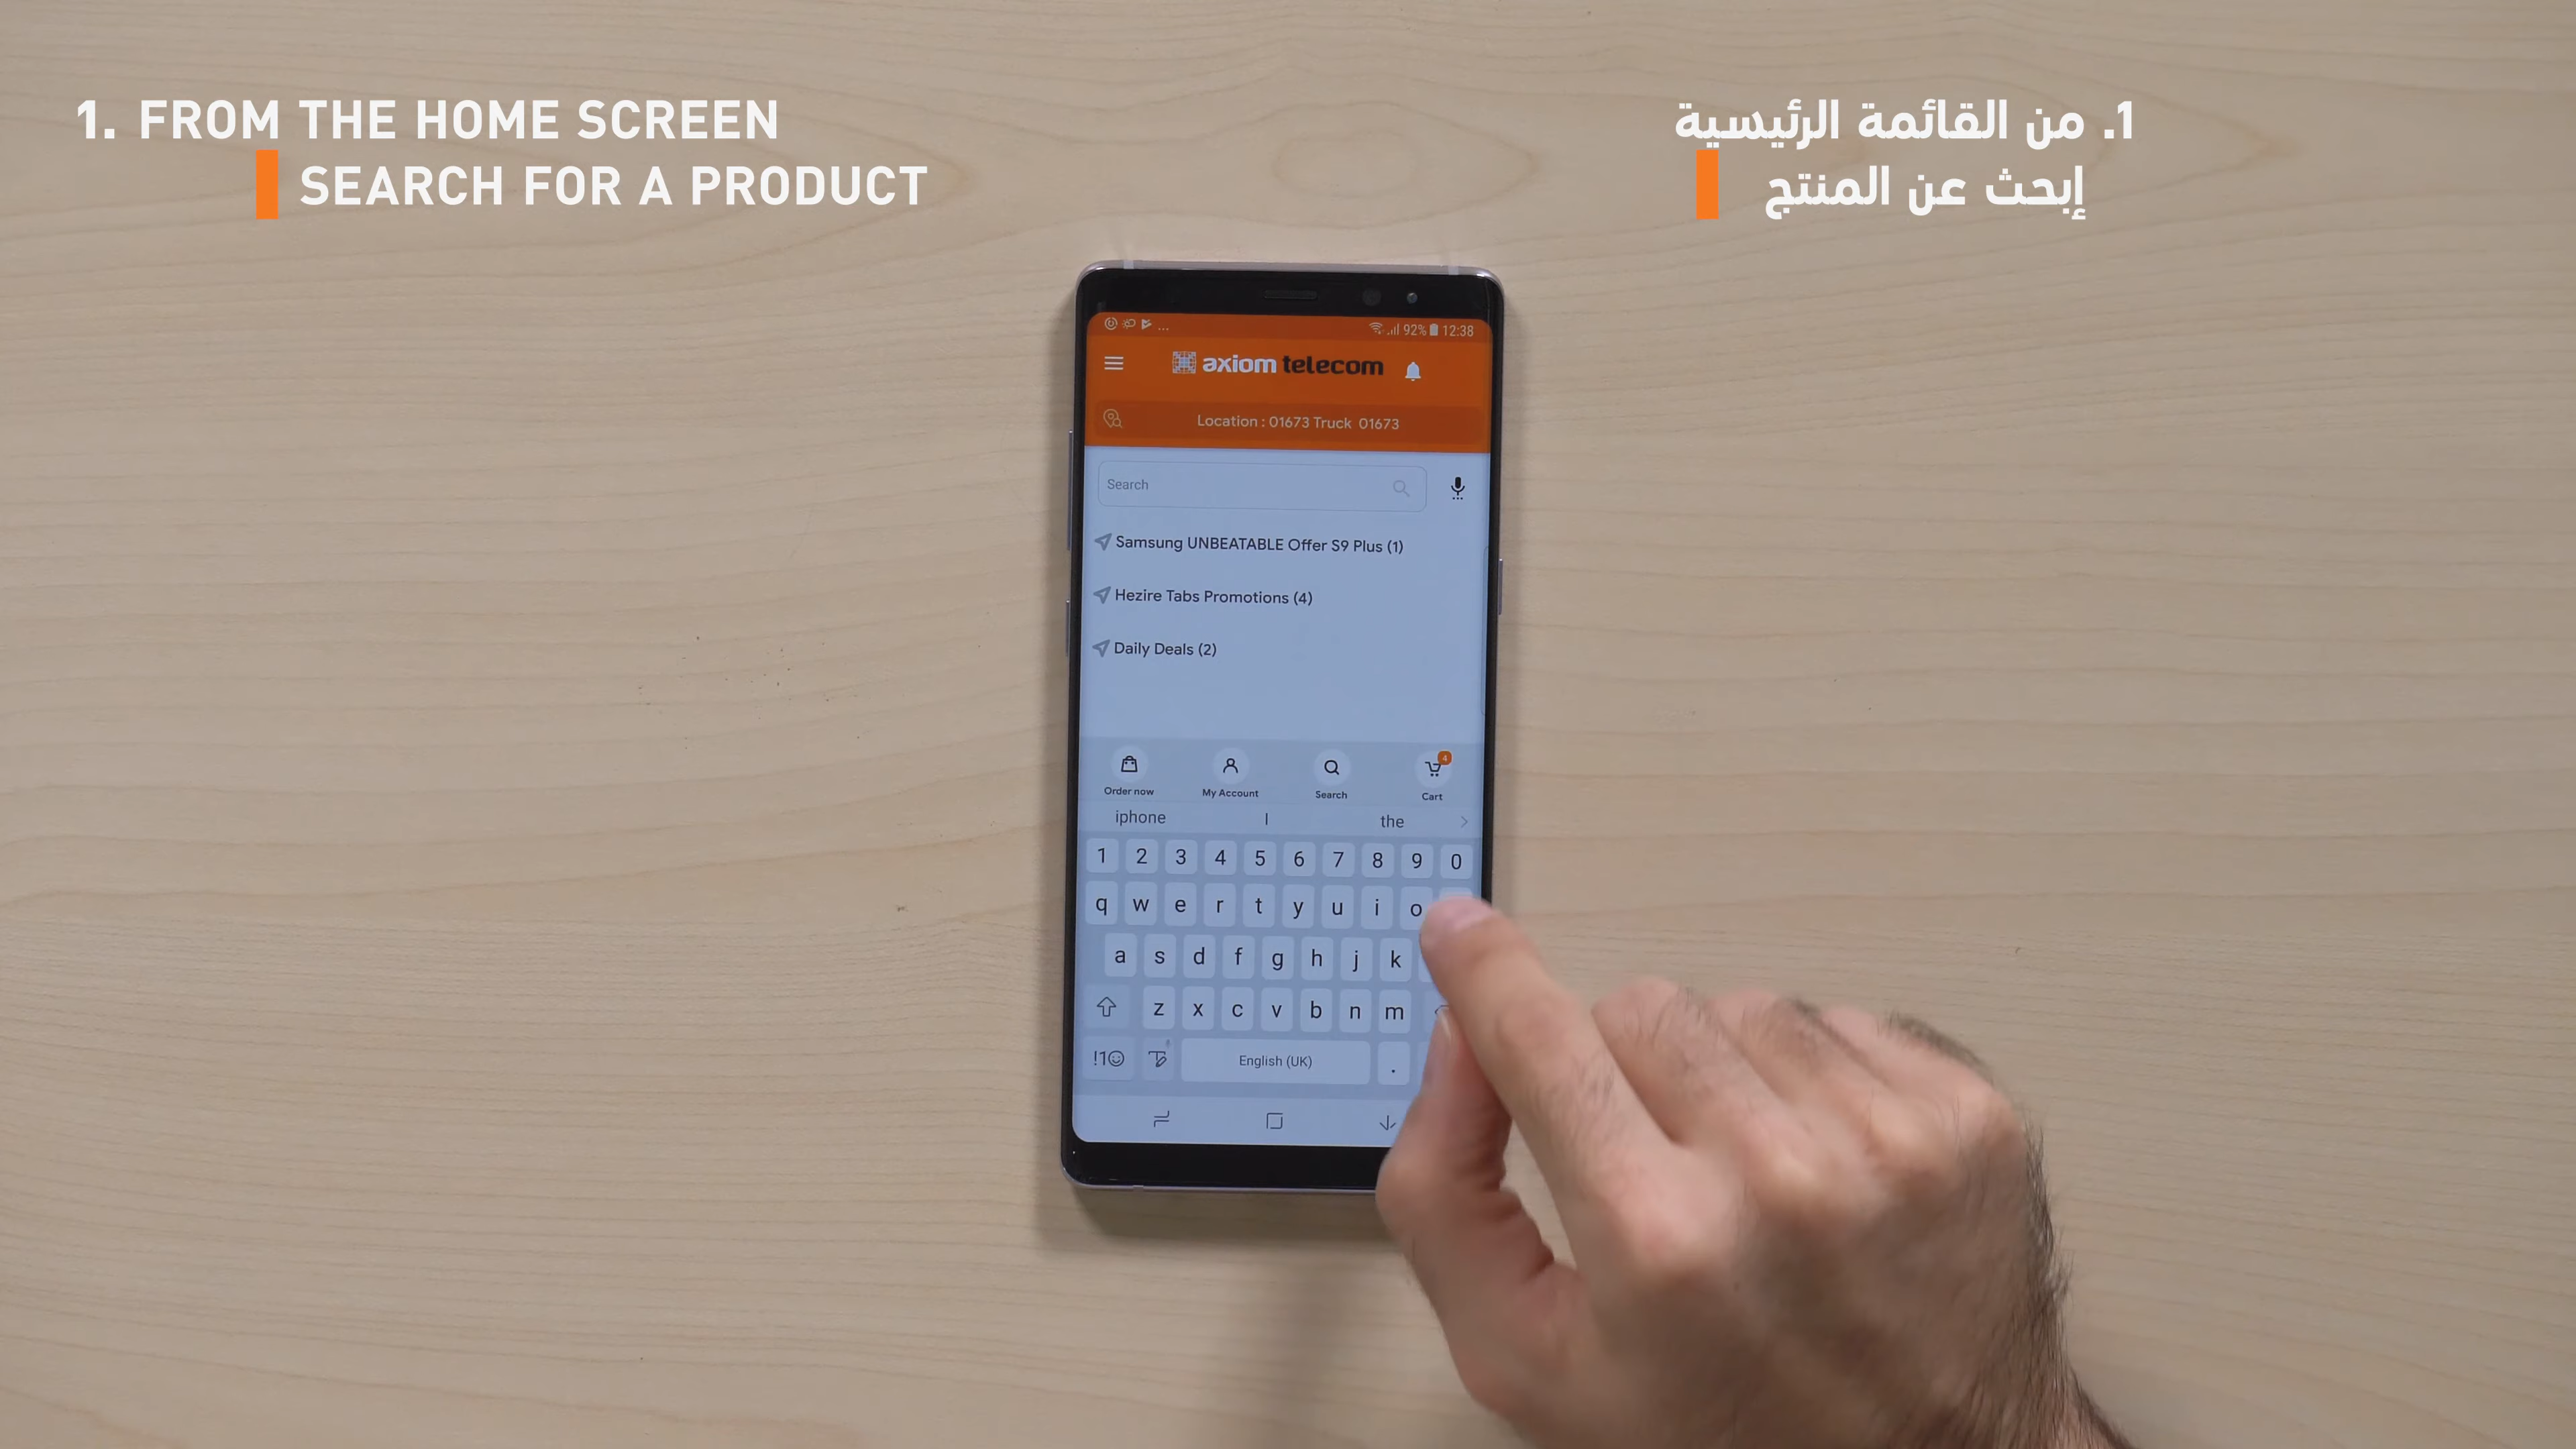 1. FROM THE HOME SCREEN
SEARCH FOR A PRODUCT
1. من القائمة الرئيسية
إبحث عن المنتج
... 92% 12:38
axiom telecom
Location : 01673 Truck 01673
Search
Samsung UNBEATABLE Offer S9 Plus (1)
Hezire Tabs Promotions (4)
Daily Deals (2)
4
Order now My Account Search Cart
iphone I the
1 2 3 4 5 6 7 8 9 0
q w e r t y u i o
a s d f g h j k
z x c v b n m
!1☺ English (UK) .